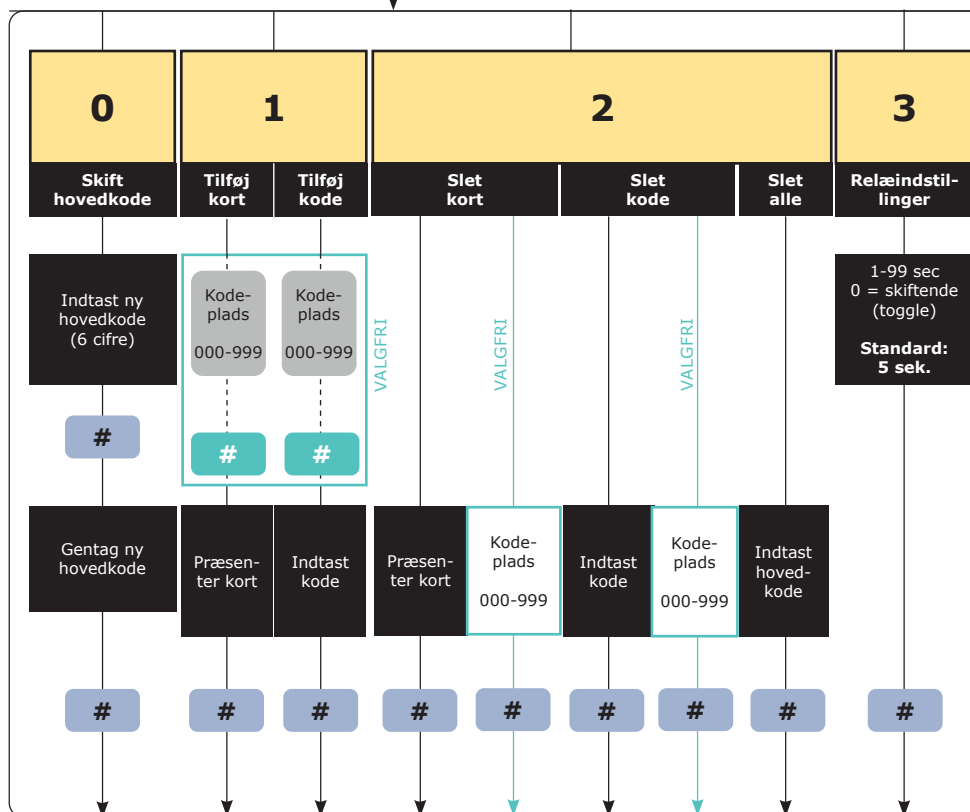 0
1
2
3
Skift
hovedkode
Tilføj
kort
Tilføj
kode
Slet
kort
Slet
kode
Slet
alle
Relæindstil-
linger
Indtast ny
hovedkode
(6 cifre)
Kode-
plads
000-999
Kode-
plads
000-999
VALGFRI
VALGFRI
VALGFRI
1-99 sec
0 = skiftende
(toggle)
Standard:
5 sek.
#
#
#
Gentag ny
hovedkode
Præsen-
ter kort
Indtast
kode
Præsen-
ter kort
Kode-
plads
000-999
Indtast
kode
Kode-
plads
000-999
Indtast
hoved-
kode
#
#
#
#
#
#
#
#
#